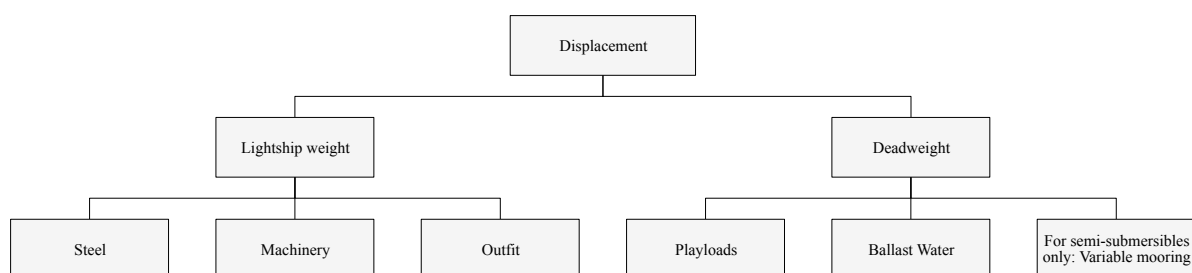 Displacement
Lightship weight
Deadweight
Steel
Machinery
Outfit
Playloads
Ballast Water
For semi-submersibles
only: Variable mooring